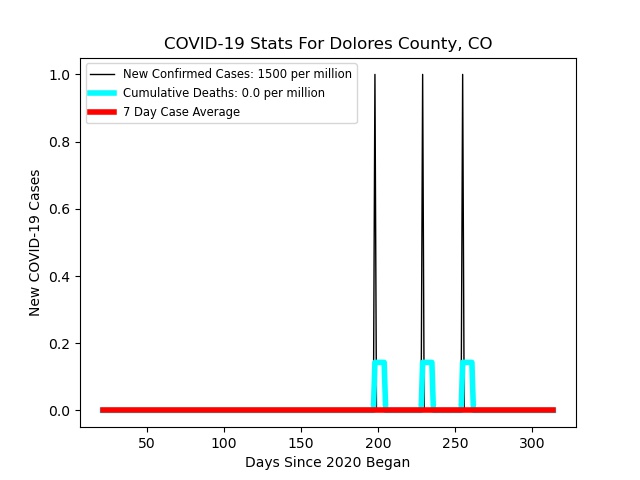 COVID-19 Stats For Dolores County, CO
New Confirmed Cases: 1500 per million
Cumulative Deaths: 0.0 per million
7 Day Case Average
1.0
0.8
0.6
0.4
0.2
0.0
New COVID-19 Cases
50 100 150 200 250 300
Days Since 2020 Began